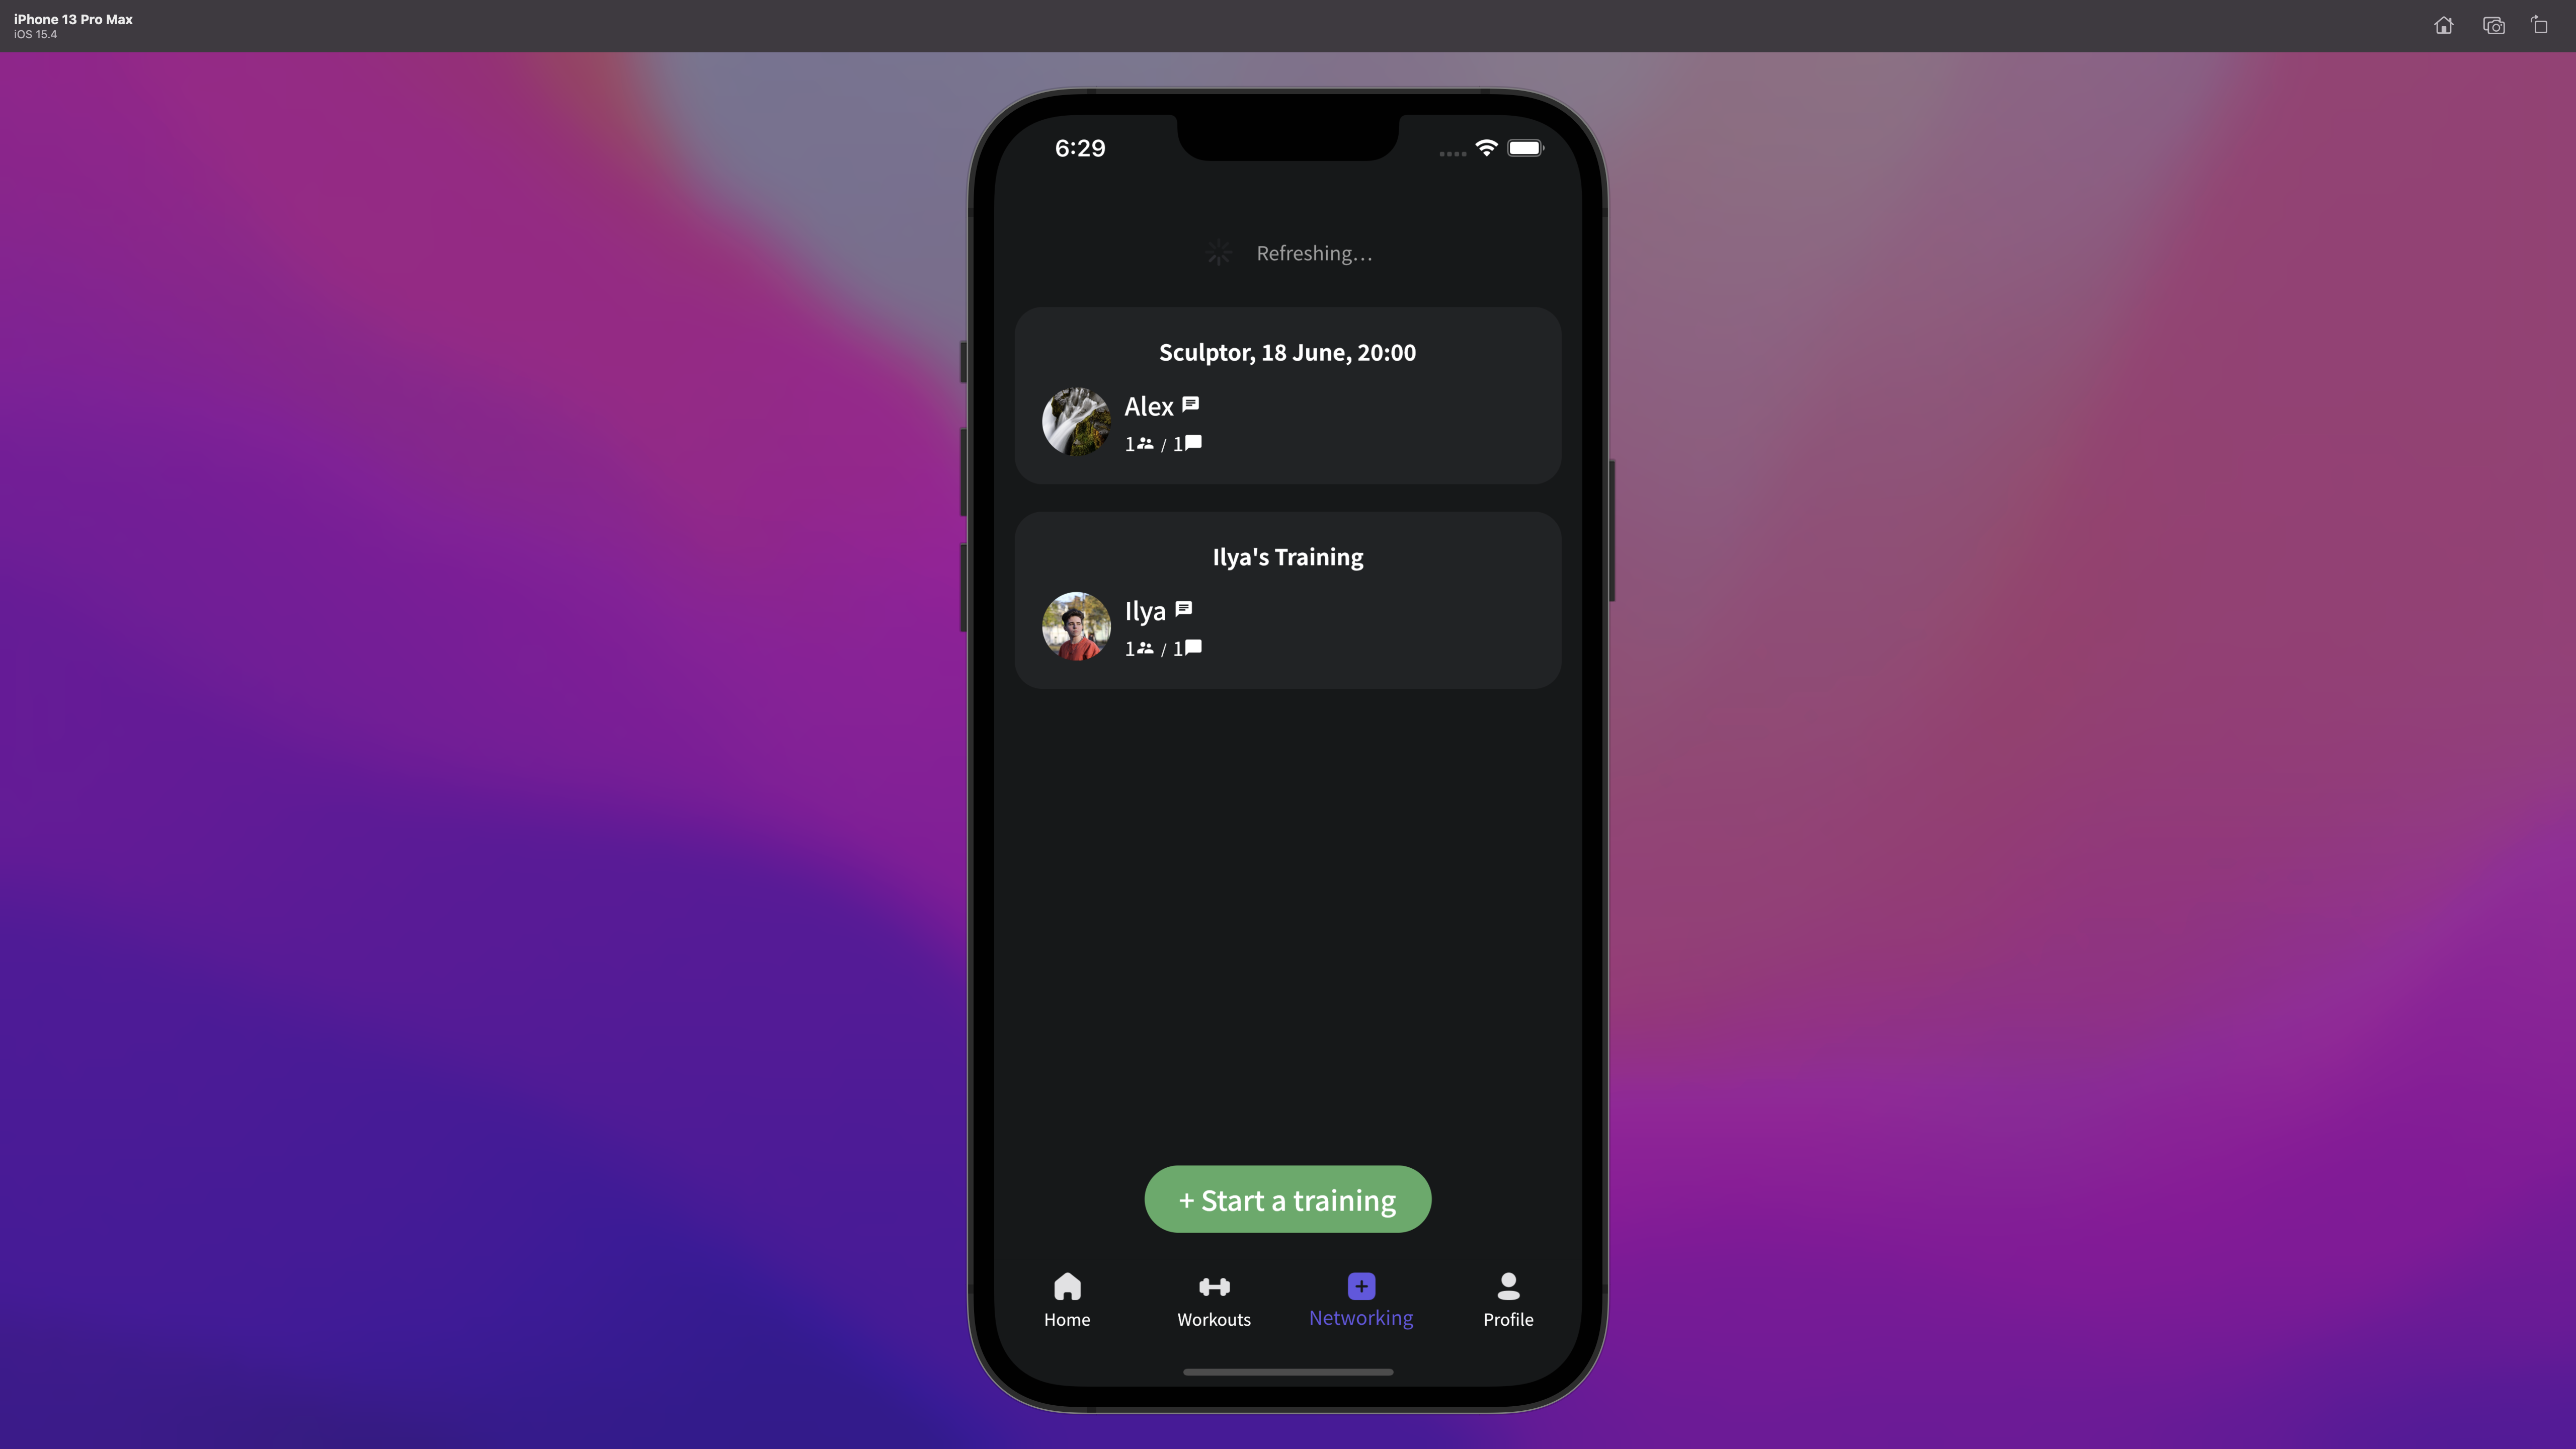 iPhone 13 Pro Max
iOS 15.4
6:29
Refreshing…
Sculptor, 18 June, 20:00
Alex
1 / 1
Ilya's Training
Ilya
1 / 1
+ Start a training
Home Workouts Networking Profile